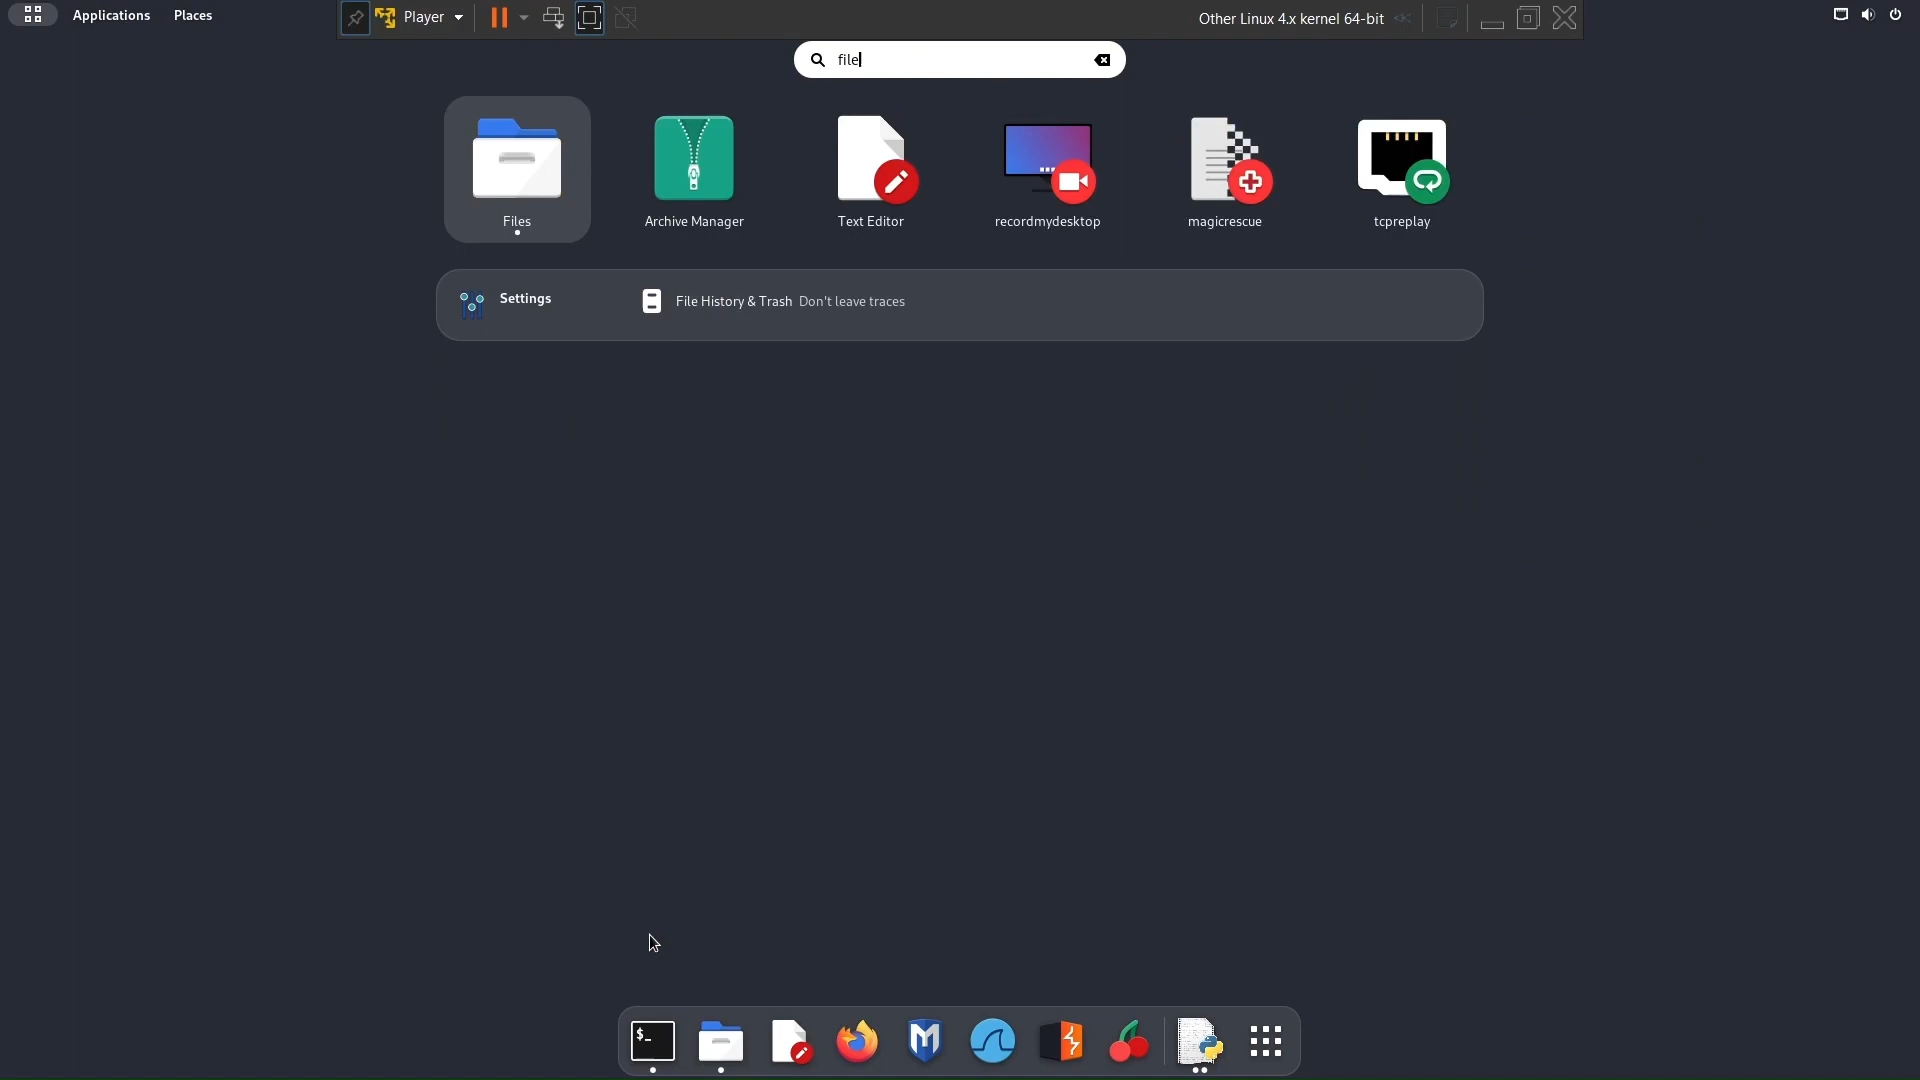 Applications Places Player Other Linux 4.x kernel 64-bit
file
Files Archive Manager Text Editor recordmydesktop magicrescue tcpreplay
Settings File History & Trash Don't leave traces
$_